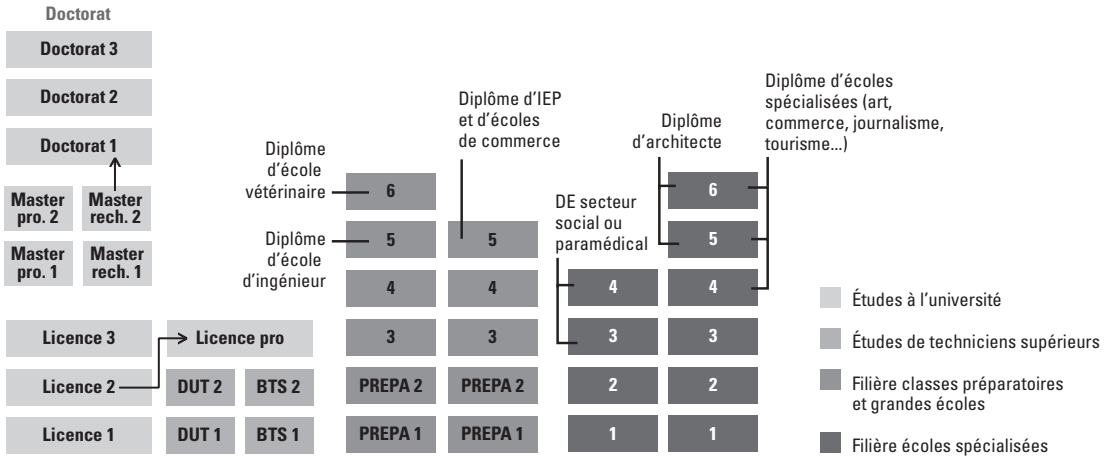 Doctorat
Doctorat 3
Doctorat 2
Doctorat 1
Master
pro. 2
Master
rech. 2
Master
pro. 1
Master
rech. 1
Licence 3
Licence pro
Licence 2
DUT 2
BTS 2
Licence 1
DUT 1
BTS 1
Diplôme
d'école
vétérinaire
Diplôme
d'école
d'ingénieur
6
5
4
3
PREPA 2
PREPA 1
Diplôme d'IEP
et d'écoles
de commerce
5
4
3
PREPA 2
PREPA 1
DE secteur
social ou
paramédical
4
3
2
1
Diplôme
d'architecte
Diplôme d'écoles
spécialisées (art,
commerce, journalisme,
tourisme...)
6
5
4
3
2
1
Études à l'université
Études de techniciens supérieurs
Filière classes préparatoires
et grandes écoles
Filière écoles spécialisées